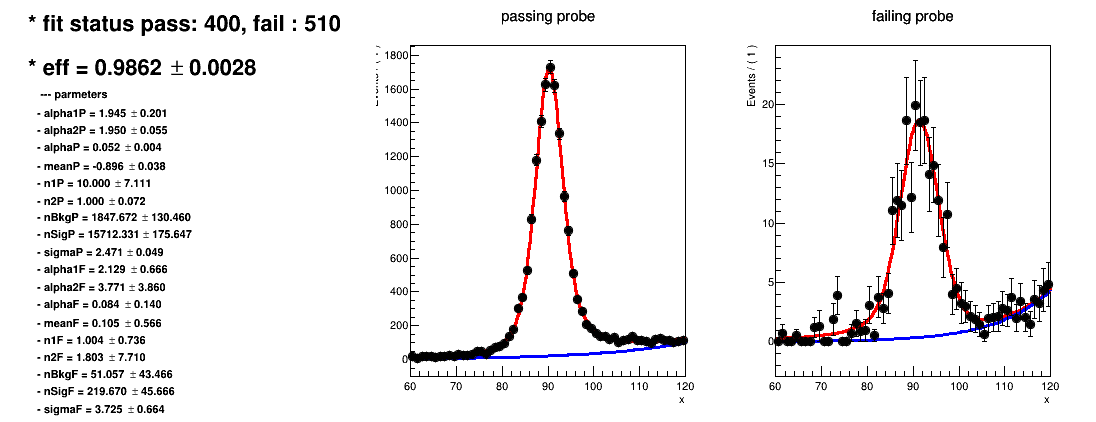 * fit status pass: 400, fail : 510
* eff = 0.9862 ± 0.0028
--- parmeters
- alpha1P = 1.945 ± 0.201
- alpha2P = 1.950 ± 0.055
- alphaP = 0.052 ± 0.004
- meanP = -0.896 ± 0.038
- n1P = 10.000 ± 7.111
- n2P = 1.000 ± 0.072
- nBkgP = 1847.672 ± 130.460
- nSigP = 15712.331 ± 175.647
- sigmaP = 2.471 ± 0.049
- alpha1F = 2.129 ± 0.666
- alpha2F = 3.771 ± 3.860
- alphaF = 0.084 ± 0.140
- meanF = 0.105 ± 0.566
- n1F = 1.004 ± 0.736
- n2F = 1.803 ± 7.710
- nBkgF = 51.057 ± 43.466
- nSigF = 219.670 ± 45.666
- sigmaF = 3.725 ± 0.664
passing probe
1800
1600
1400
1200
1000
800
600
400
200
0
60 70 80 90 100 110 120
x
failing probe
Events / ( 1 )
20
15
10
5
0
60 70 80 90 100 110 120
x